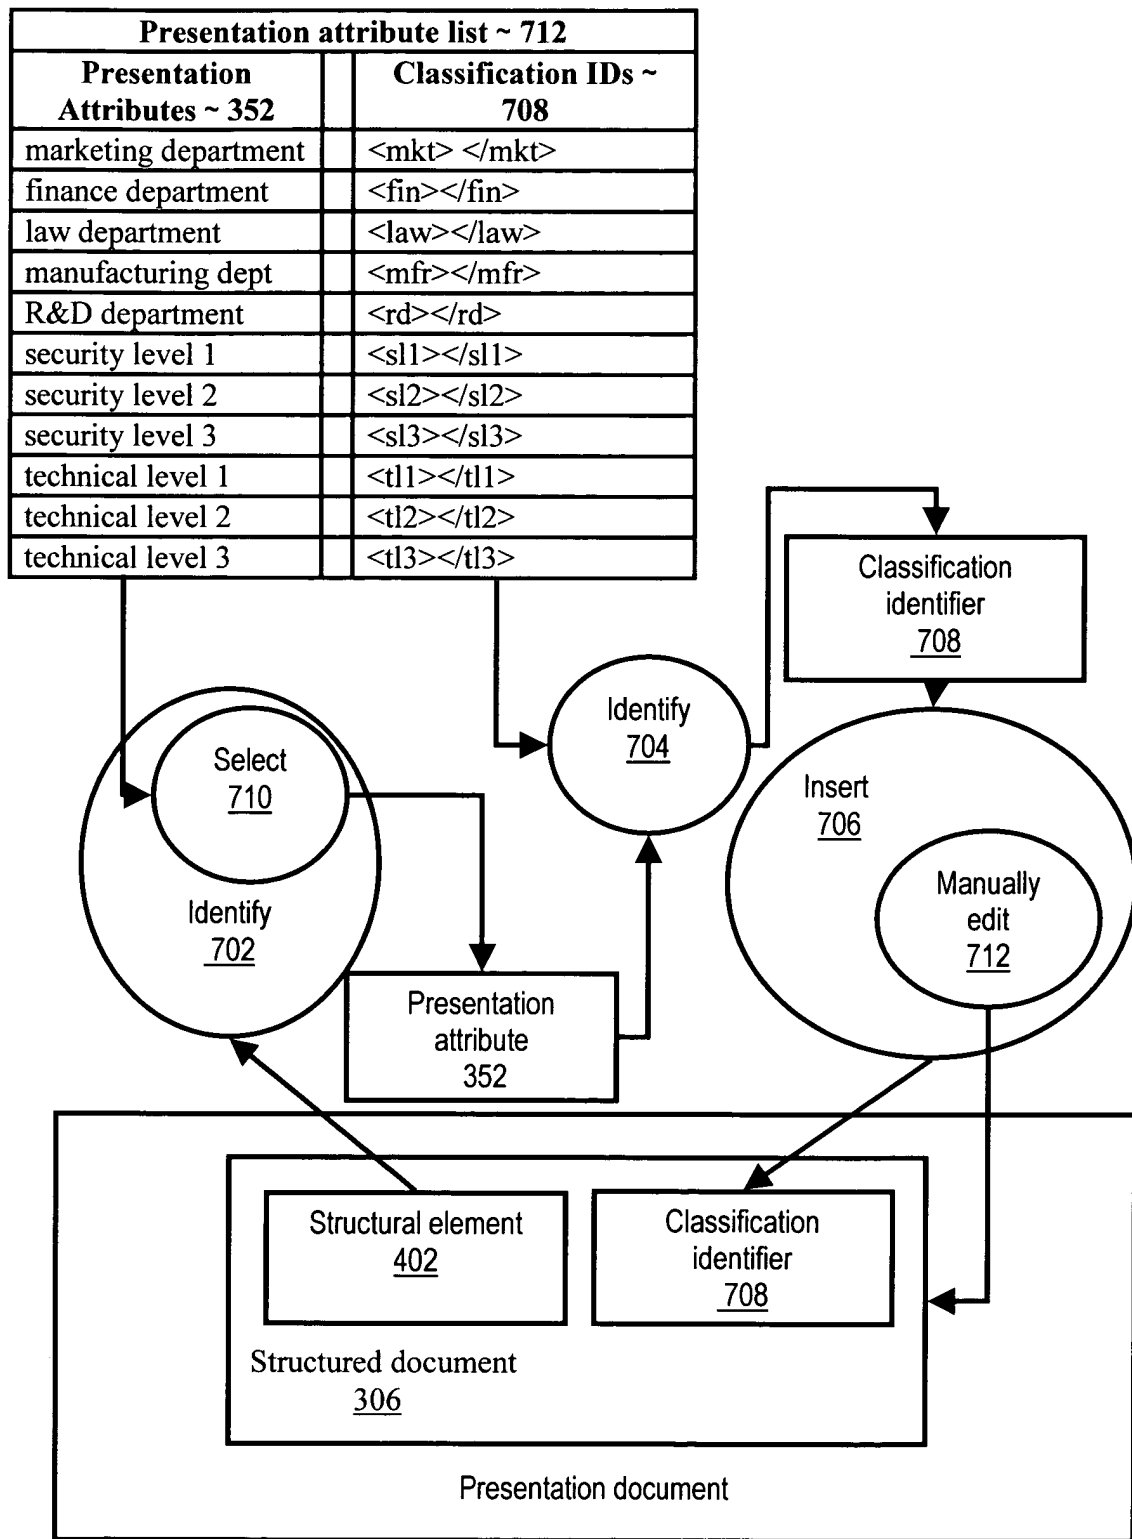 Presentation attribute list ~ 712
Presentation Attributes ~ 352
Classification IDs ~ 708
marketing department <mkt> </mkt>
finance department <fin></fin>
law department <law></law>
manufacturing dept <mfr></mfr>
R&D department <rd></rd>
security level 1 <sl1></sl1>
security level 2 <sl2></sl2>
security level 3 <sl3></sl3>
technical level 1 <tl1></tl1>
technical level 2 <tl2></tl2>
technical level 3 <tl3></tl3>
Classification
identifier
708
Identify
704
Select
710
Insert
706
Identify
702
Manually
edit
712
Presentation
attribute
352
Structural element
402
Classification
identifier
708
Structured document
306
Presentation document